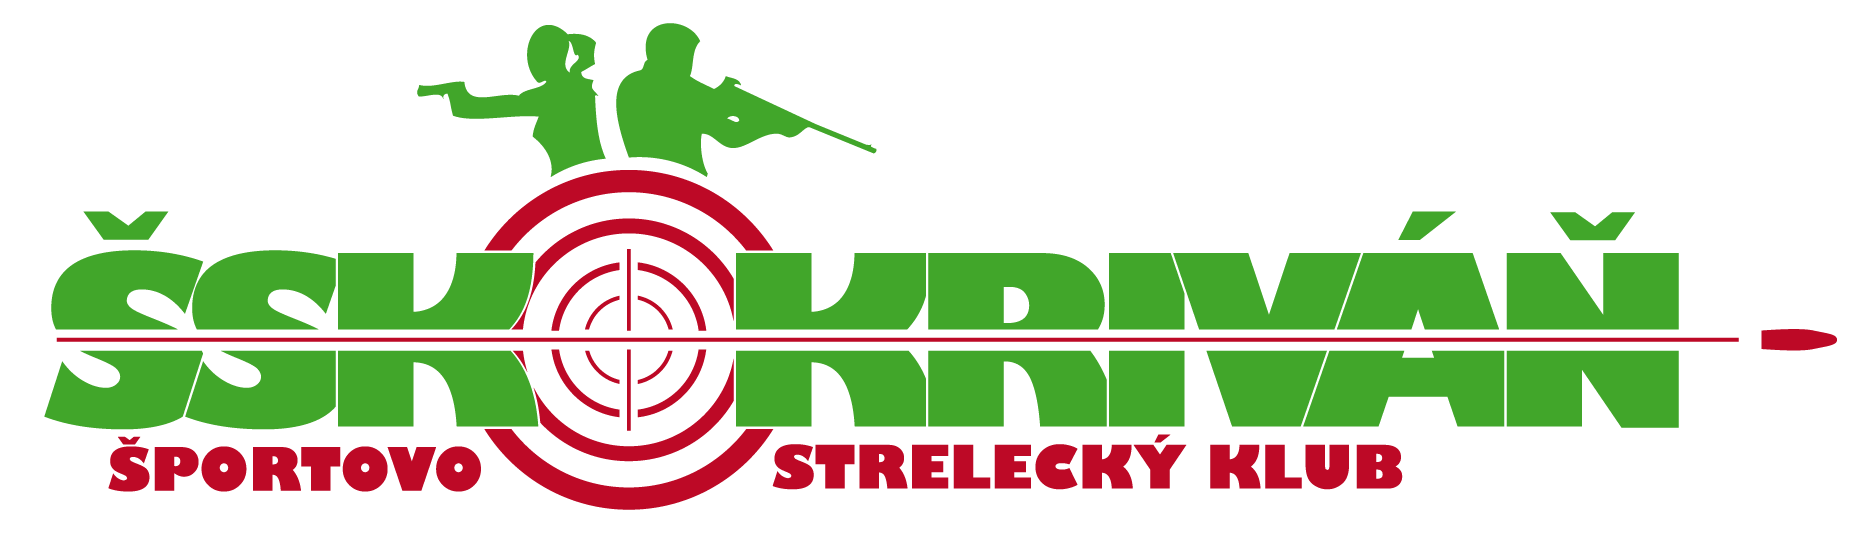 ŠSK KRIVÁŇ
ŠPORTOVO STRELECKÝ KLUB